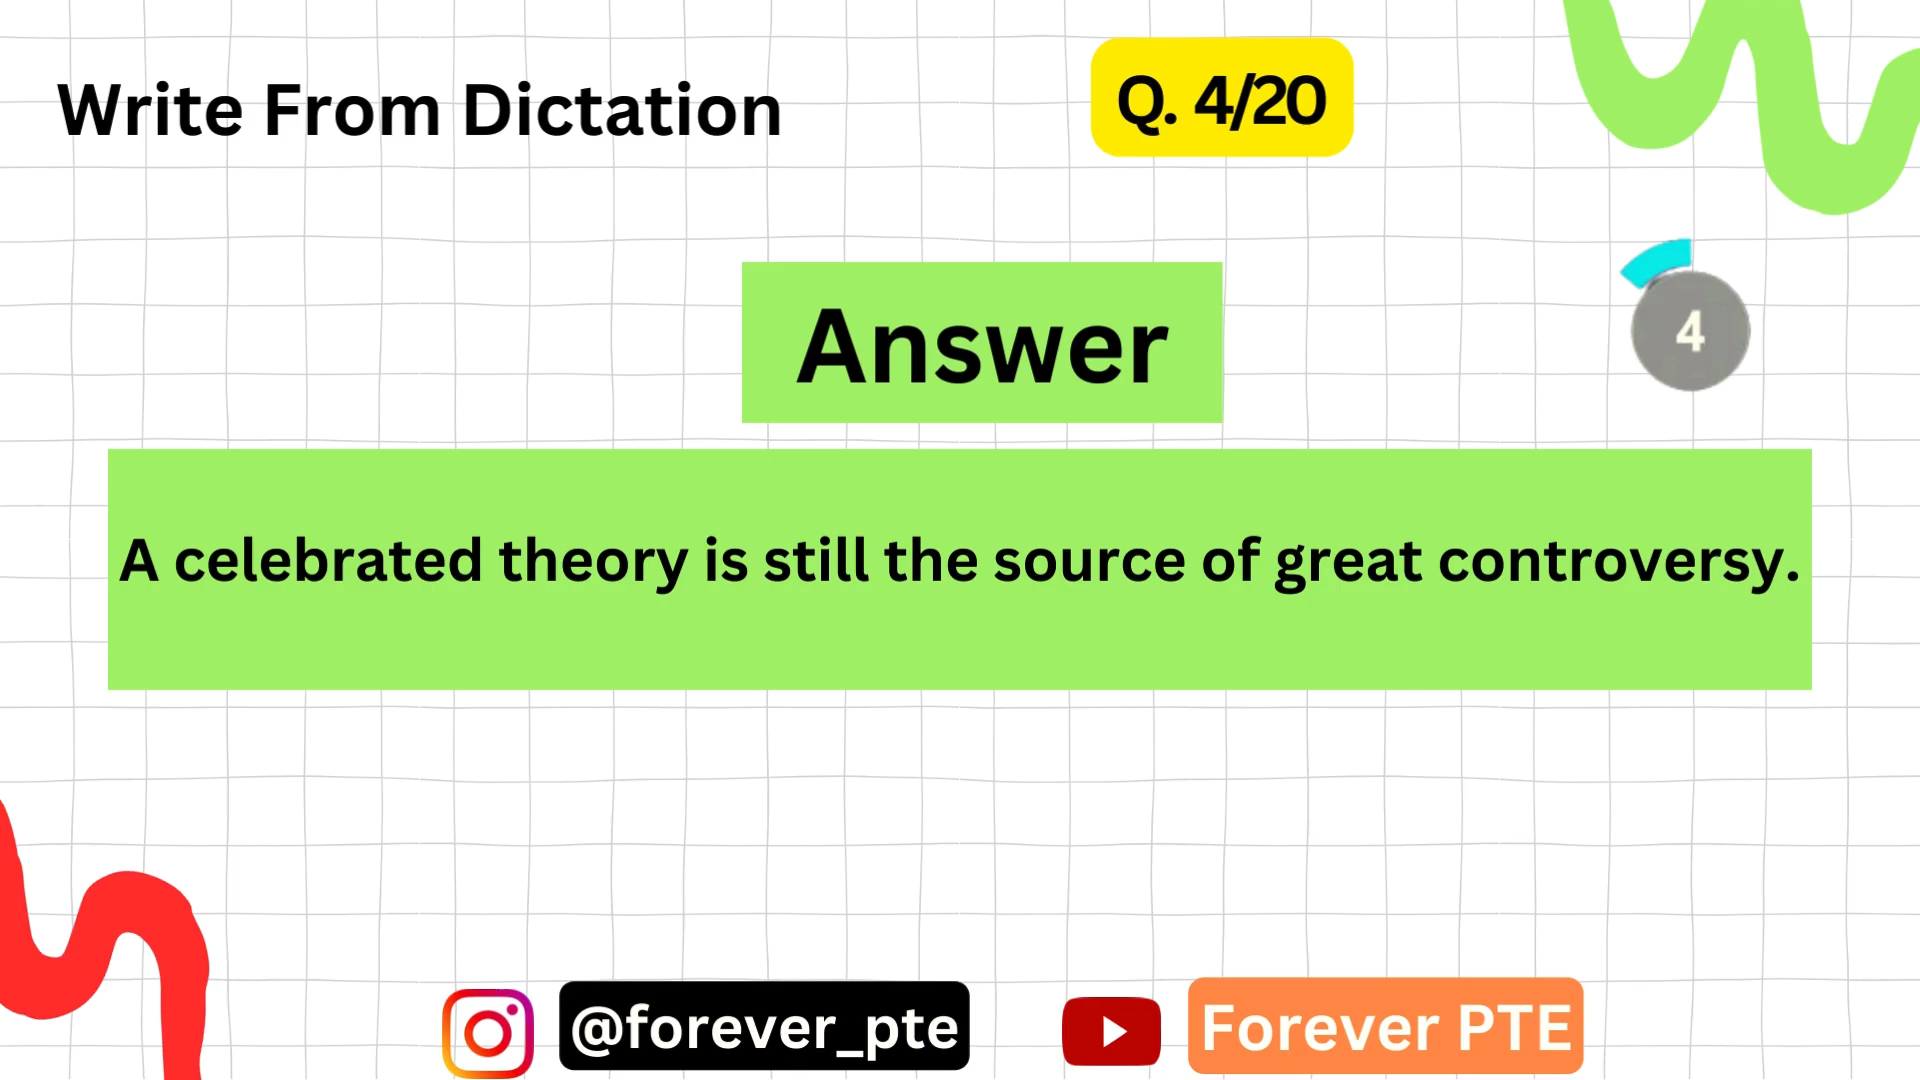 Write From Dictation
Q. 4/20
Answer
4
A celebrated theory is still the source of great controversy.
@forever_pte
Forever PTE